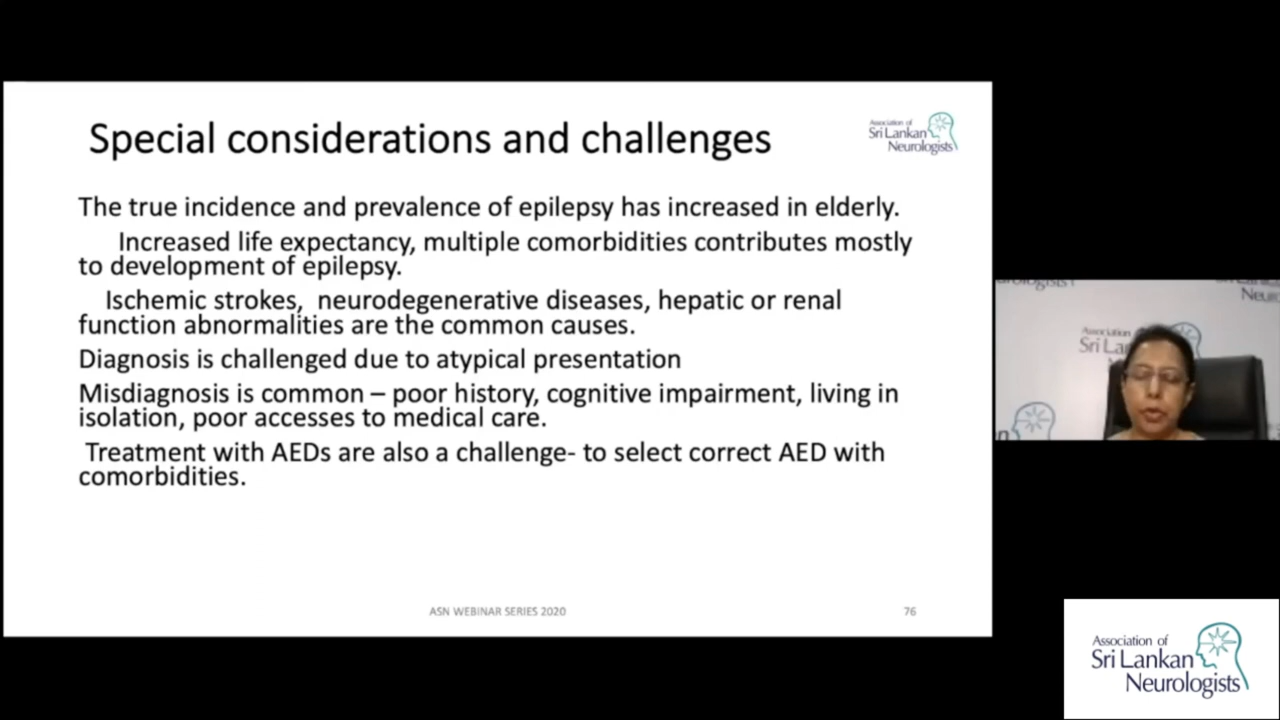 Special considerations and challenges
Association of
Sri Lankan
Neurologists
The true incidence and prevalence of epilepsy has increased in elderly.
Increased life expectancy, multiple comorbidities contributes mostly
to development of epilepsy.
Ischemic strokes, neurodegenerative diseases, hepatic or renal
function abnormalities are the common causes.
Diagnosis is challenged due to atypical presentation
Misdiagnosis is common – poor history, cognitive impairment, living in
isolation, poor accesses to medical care.
Treatment with AEDs are also a challenge- to select correct AED with
comorbidities.
ASN WEBINAR SERIES 2020
76
Association
Sri La
Association of
Sri Lankan
Neurologists